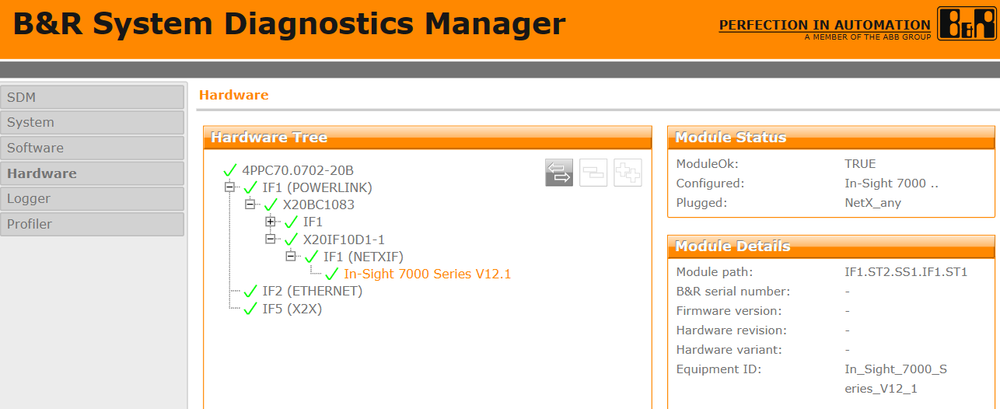 B&R System Diagnostics Manager
PERFECTION IN AUTOMATION
A MEMBER OF THE ABB GROUP
B&R
SDM
System
Software
Hardware
Logger
Profiler
Hardware
Hardware Tree
4PPC70.0702-20B
IF1 (POWERLINK)
X20BC1083
IF1
X20IF10D1-1
IF1 (NETXIF)
In-Sight 7000 Series V12.1
IF2 (ETHERNET)
IF5 (X2X)
Module Status
ModuleOk: TRUE
Configured: In-Sight 7000 ..
Plugged: NetX_any
Module Details
Module path: IF1.ST2.SS1.IF1.ST1
B&R serial number: -
Firmware version: -
Hardware revision: -
Hardware variant: -
Equipment ID: In_Sight_7000_S
eries_V12_1